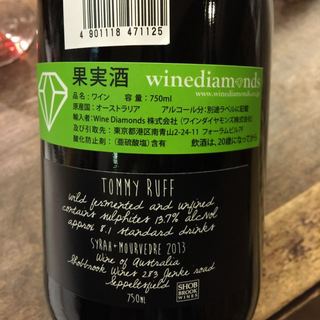 4 901118 471125
果実酒 winediamonds
www.winediamonds.co.jp
品名：ワイン 容量：750ml
原産国：オーストラリア アルコール分：別途ラベルに記載
輸入者：Wine Diamonds 株式会社（ワインダイヤモンズ株式会社）
及び引取先：東京都港区南青山2-24-11 フォーラムビル7F
酸化防止剤：（亜硫酸塩）含有 飲酒は、20歳になってから
TOMMY RUFF
wild fermented and unfined
contains sulphites 13.7% alc/vol
approx 8.1 standard drinks
SYRAH + MOURVEDRE 2013
Wine of Australia
Shobbrook Wines 283 Jenke road
Seppeltsfield
750ml
SHOB
BROOK
WINES